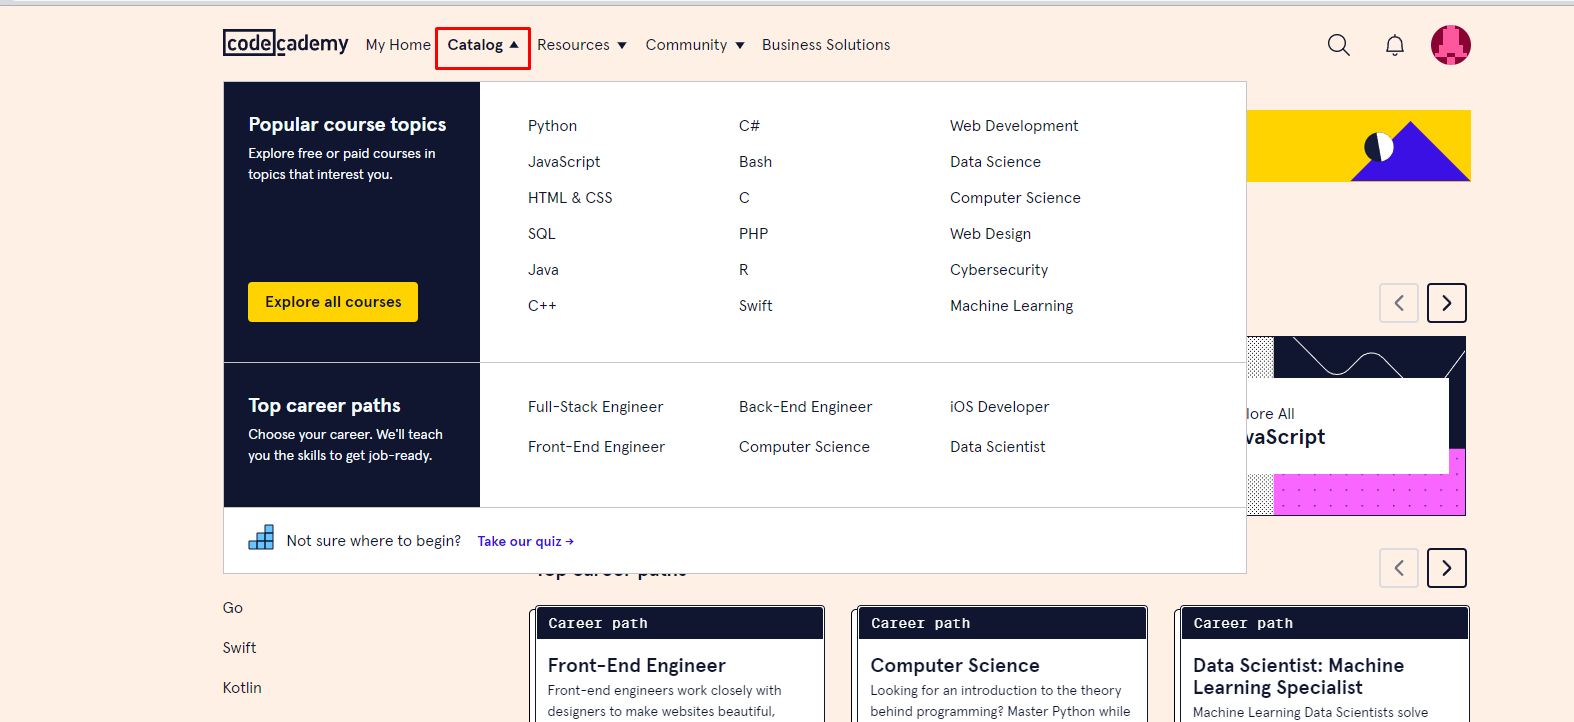 codecademy My Home Catalog Resources Community Business Solutions
Popular course topics
Explore free or paid courses in
topics that interest you.
Explore all courses
Python
JavaScript
HTML & CSS
SQL
Java
C++
C#
Bash
C
PHP
R
Swift
Web Development
Data Science
Computer Science
Web Design
Cybersecurity
Machine Learning
Top career paths
Choose your career. We'll teach
you the skills to get job-ready.
Full-Stack Engineer
Front-End Engineer
Back-End Engineer
Computer Science
iOS Developer
Data Scientist
Not sure where to begin? Take our quiz →
lore All
vaScript
Go
Swift
Kotlin
Top career paths
Career path
Front-End Engineer
Front-end engineers work closely with
designers to make websites beautiful,
Career path
Computer Science
Looking for an introduction to the theory
behind programming? Master Python while
Career path
Data Scientist: Machine
Learning Specialist
Machine Learning Data Scientists solve